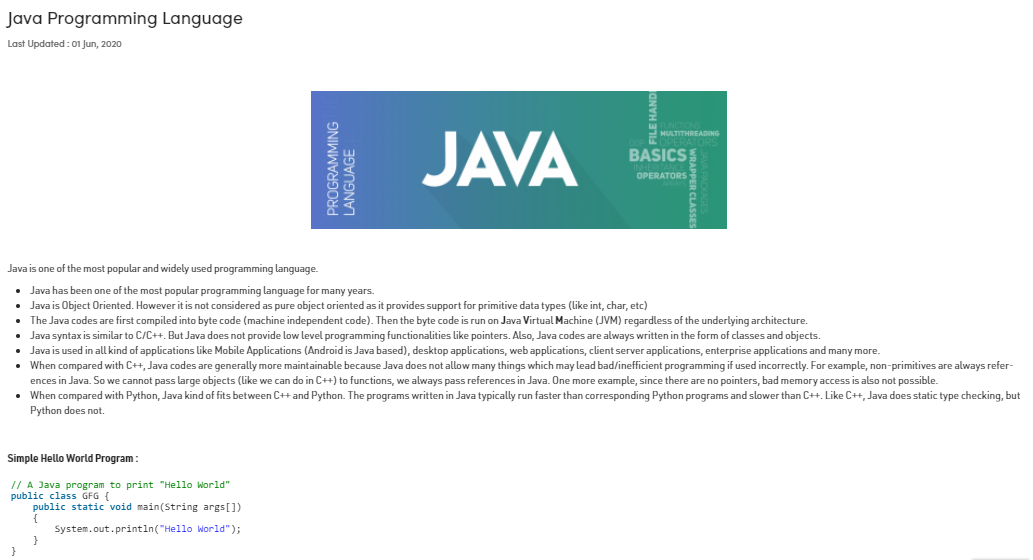 Java Programming Language
Last Updated : 01 Jun, 2020
PROGRAMMING
LANGUAGE
JAVA
FILE HANDI
FUNCTIONS
MULTITHREADING
OPERATORS
BASICS
INHERITANCE
OPERATORS
WRAPPER CLASSES
JAVA PACKAGES
Java is one of the most popular and widely used programming language.
• Java has been one of the most popular programming language for many years.
• Java is Object Oriented. However it is not considered as pure object oriented as it provides support for primitive data types (like int, char, etc)
• The Java codes are first compiled into byte code (machine independent code). Then the byte code is run on Java Virtual Machine (JVM) regardless of the underlying architecture.
• Java syntax is similar to C/C++. But Java does not provide low level programming functionalities like pointers. Also, Java codes are always written in the form of classes and objects.
• Java is used in all kind of applications like Mobile Applications (Android is Java based), desktop applications, web applications, client server applications, enterprise applications and many more.
• When compared with C++, Java codes are generally more maintainable because Java does not allow many things which may lead bad/inefficient programming if used incorrectly. For example, non-primitives are always refer-
ences in Java. So we cannot pass large objects (like we can do in C++) to functions, we always pass references in Java. One more example, since there are no pointers, bad memory access is also not possible.
• When compared with Python, Java kind of fits between C++ and Python. The programs written in Java typically run faster than corresponding Python programs and slower than C++. Like C++, Java does static type checking, but
Python does not.
Simple Hello World Program :
// A Java program to print "Hello World"
public class GFG {
    public static void main(String args[])
    {
        System.out.println("Hello World");
    }
}